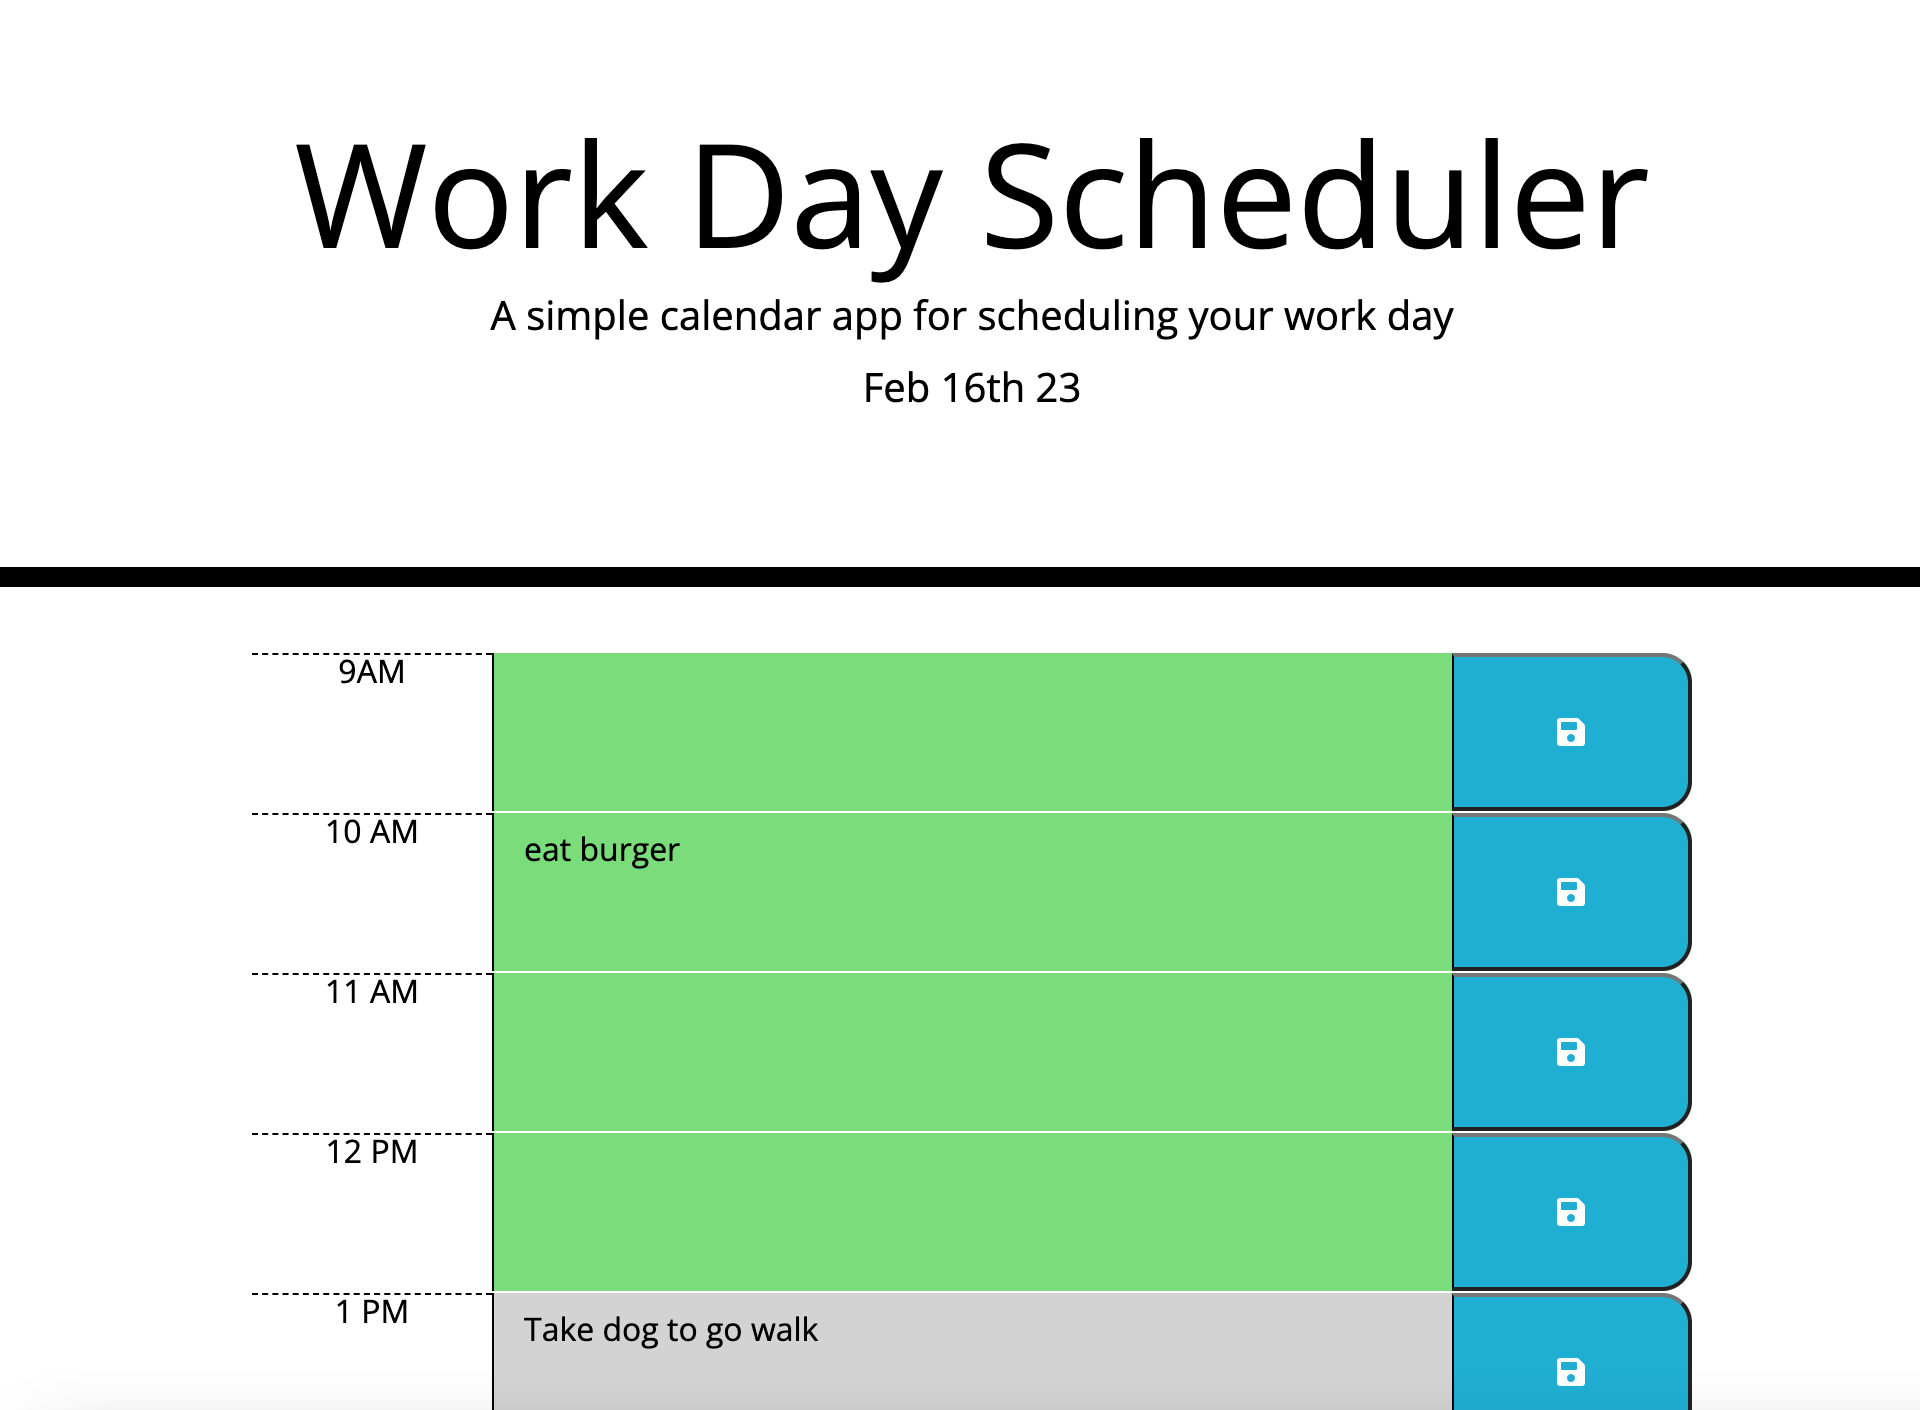 Work Day Scheduler
A simple calendar app for scheduling your work day
Feb 16th 23
9AM
10 AM
eat burger
11 AM
12 PM
1 PM
Take dog to go walk